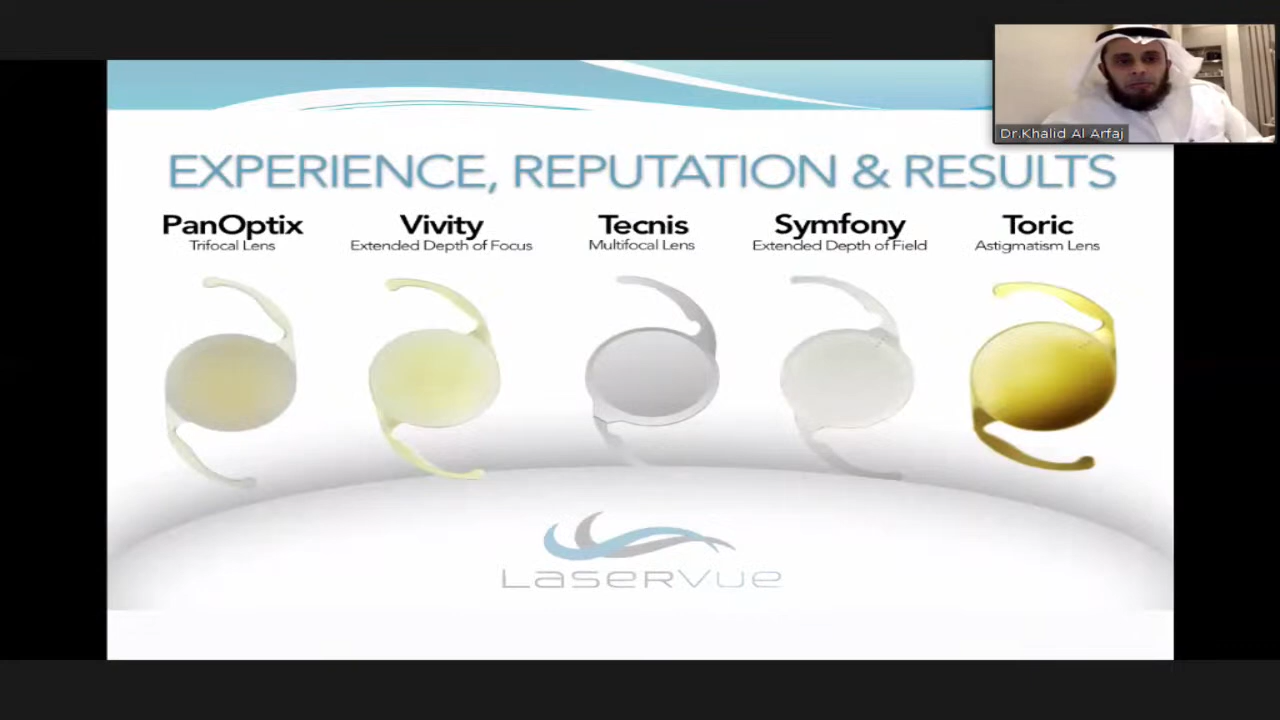 Dr.Khalid Al Arfaj
EXPERIENCE, REPUTATION & RESULTS
PanOptix
Trifocal Lens
Vivity
Extended Depth of Focus
Tecnis
Multifocal Lens
Symfony
Extended Depth of Field
Toric
Astigmatism Lens
LASERVUE